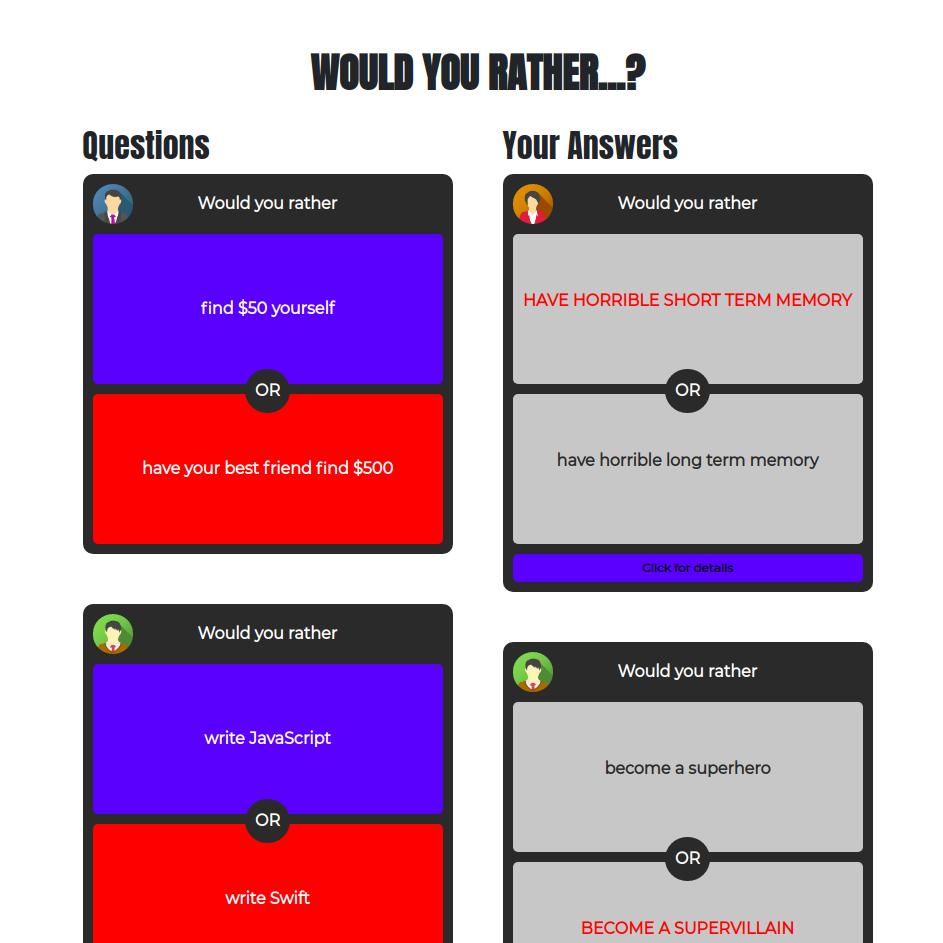 WOULD YOU RATHER...?
Questions
Would you rather
find $50 yourself
OR
have your best friend find $500
Would you rather
write JavaScript
OR
write Swift
Your Answers
Would you rather
HAVE HORRIBLE SHORT TERM MEMORY
OR
have horrible long term memory
Click for details
Would you rather
become a superhero
OR
BECOME A SUPERVILLAIN